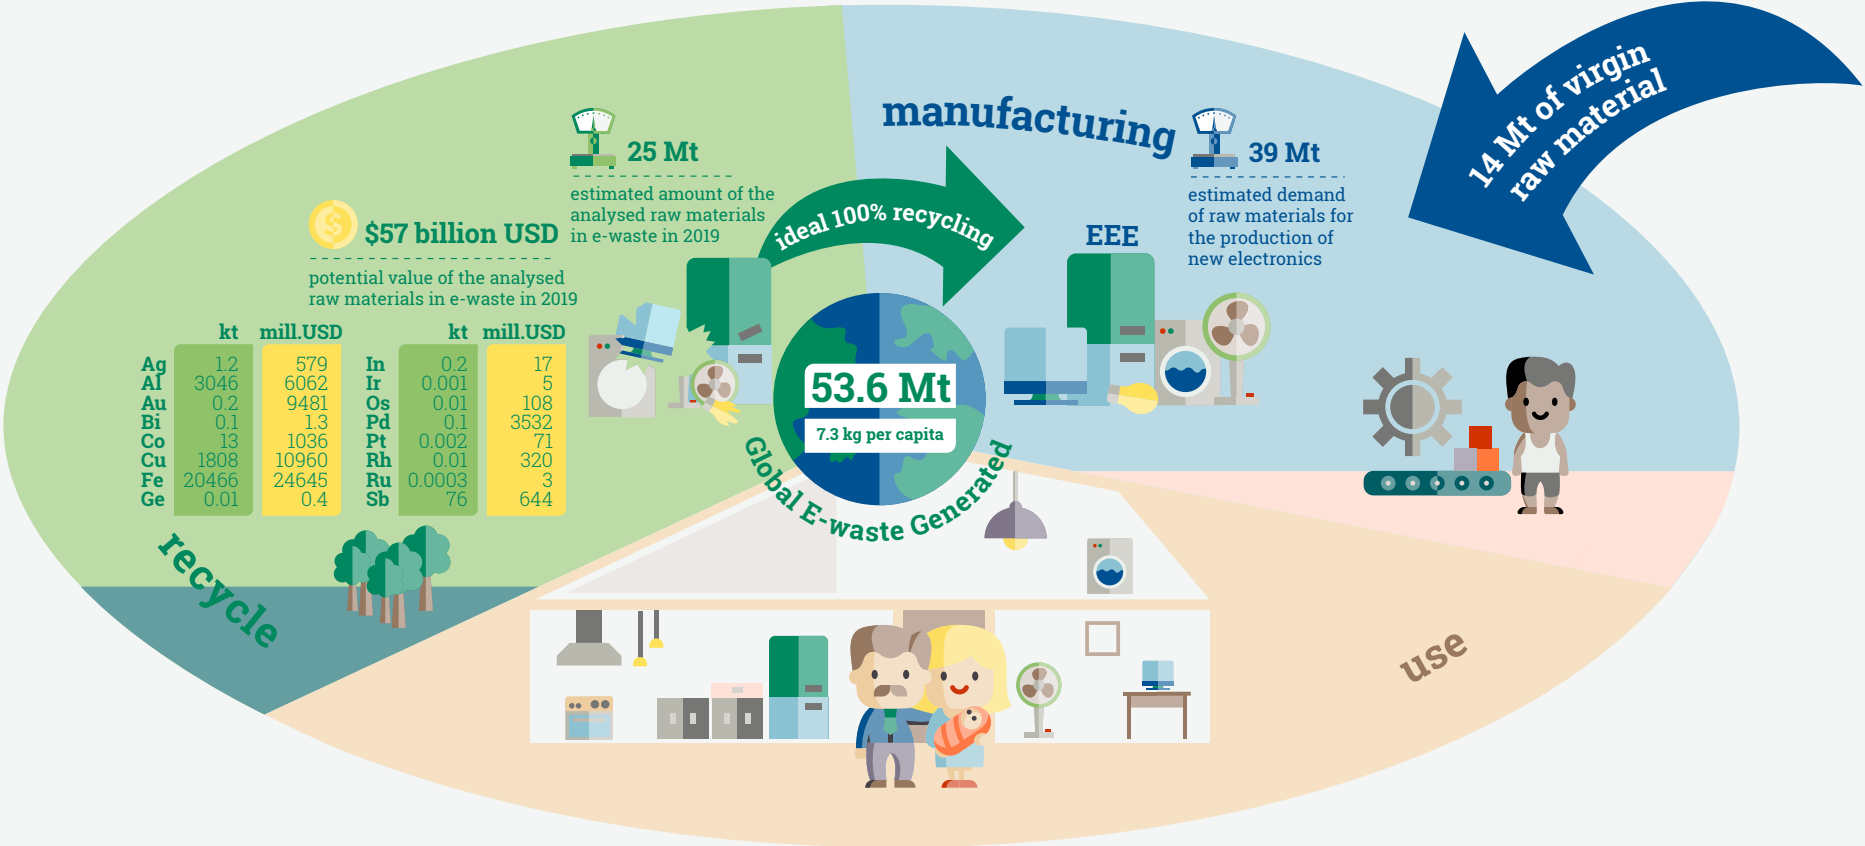 manufacturing
14 Mt of virgin
raw material
25 Mt
estimated amount of the
analysed raw materials
in e-waste in 2019
39 Mt
estimated demand
of raw materials for
the production of
new electronics
ideal 100% recycling
EEE
$57 billion USD
potential value of the analysed
raw materials in e-waste in 2019
kt mill.USD
Ag 1.2 579
Al 3046 6062
Au 0.2 9481
Bi 0.1 1.3
Co 13 1036
Cu 1808 10960
Fe 20466 24645
Ge 0.01 0.4
kt mill.USD
In 0.2 17
Ir 0.001 5
Os 0.01 108
Pd 0.1 3532
Pt 0.002 71
Rh 0.01 320
Ru 0.0003 3
Sb 76 644
53.6 Mt
7.3 kg per capita
Global E-waste Generated
recycle
use